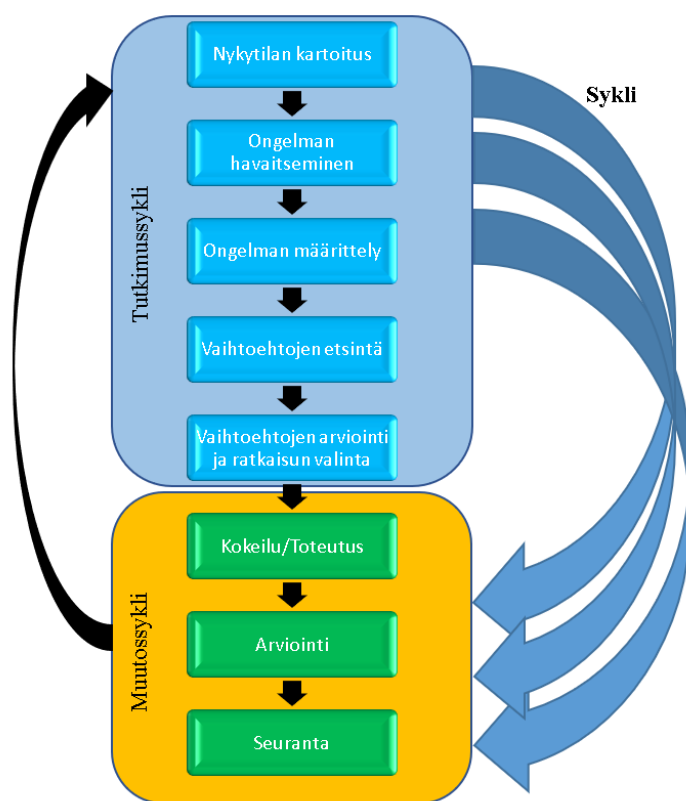 Nykytilan kartoitus
Sykli
Ongelman
havaitseminen
Ongelman määrittely
Tutkimussykli
Vaihtoehtojen etsintä
Vaihtoehtojen arviointi
ja ratkaisun valinta
Kokeilu/Toteutus
Muutossykli
Arviointi
Seuranta